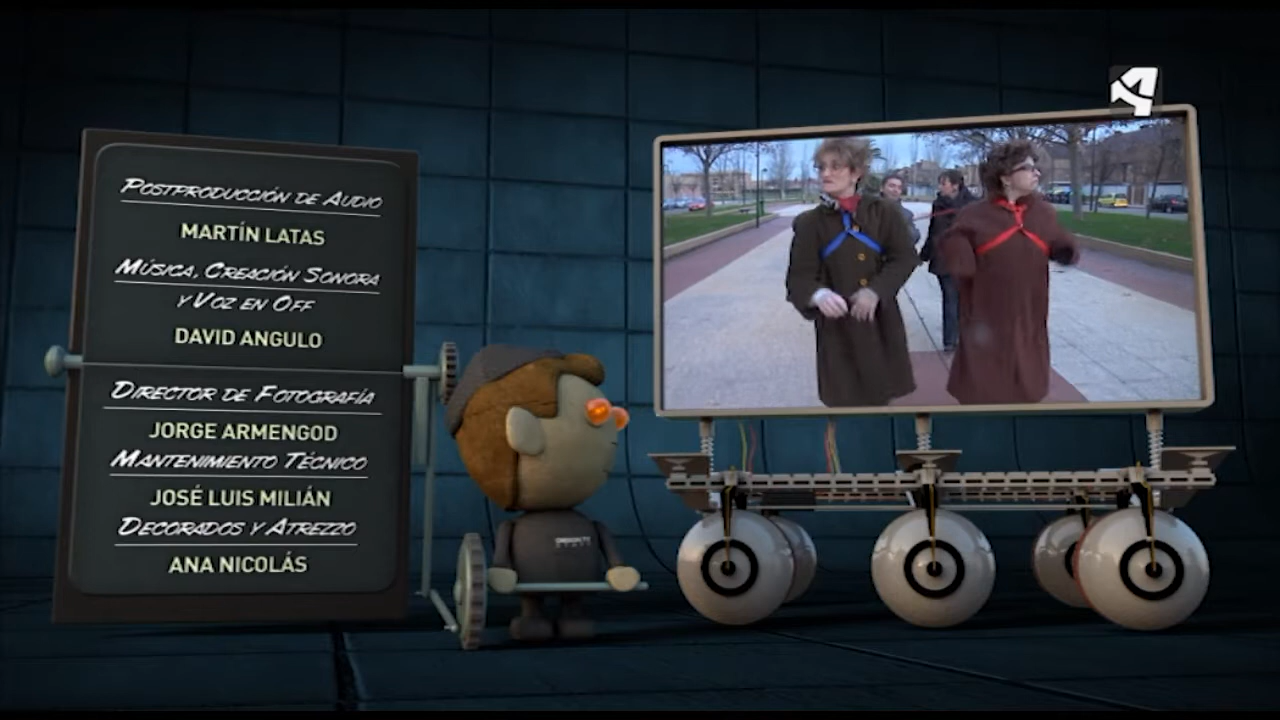 POSTPRODUCCIÓN DE AUDIO
MARTÍN LATAS
MÚSICA, CREACIÓN SONORA
Y VOZ EN OFF
DAVID ANGULO
DIRECTOR DE FOTOGRAFÍA
JORGE ARMENGOD
MANTENIMIENTO TÉCNICO
JOSÉ LUIS MILIÁN
DECORADOS Y ATREZZO
ANA NICOLÁS